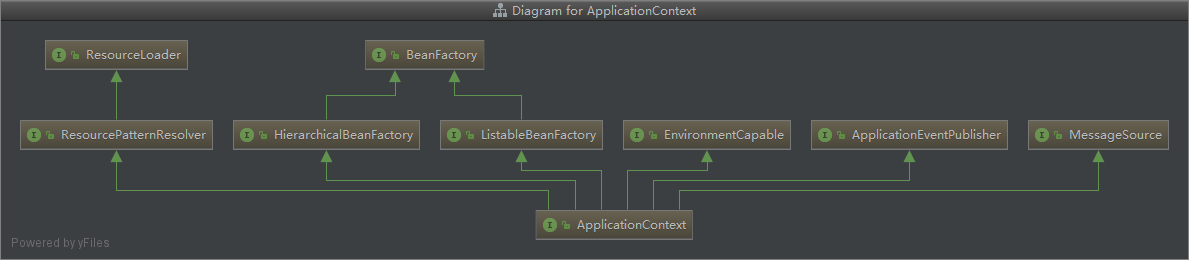 Diagram for ApplicationContext
I ResourceLoader
I BeanFactory
I ResourcePatternResolver
I HierarchicalBeanFactory
I ListableBeanFactory
I EnvironmentCapable
I ApplicationEventPublisher
I MessageSource
I ApplicationContext
Powered by yFiles